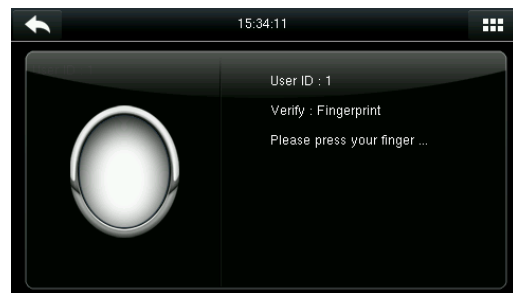 15:34:11
User ID : 1
Verify : Fingerprint
Please press your finger ...